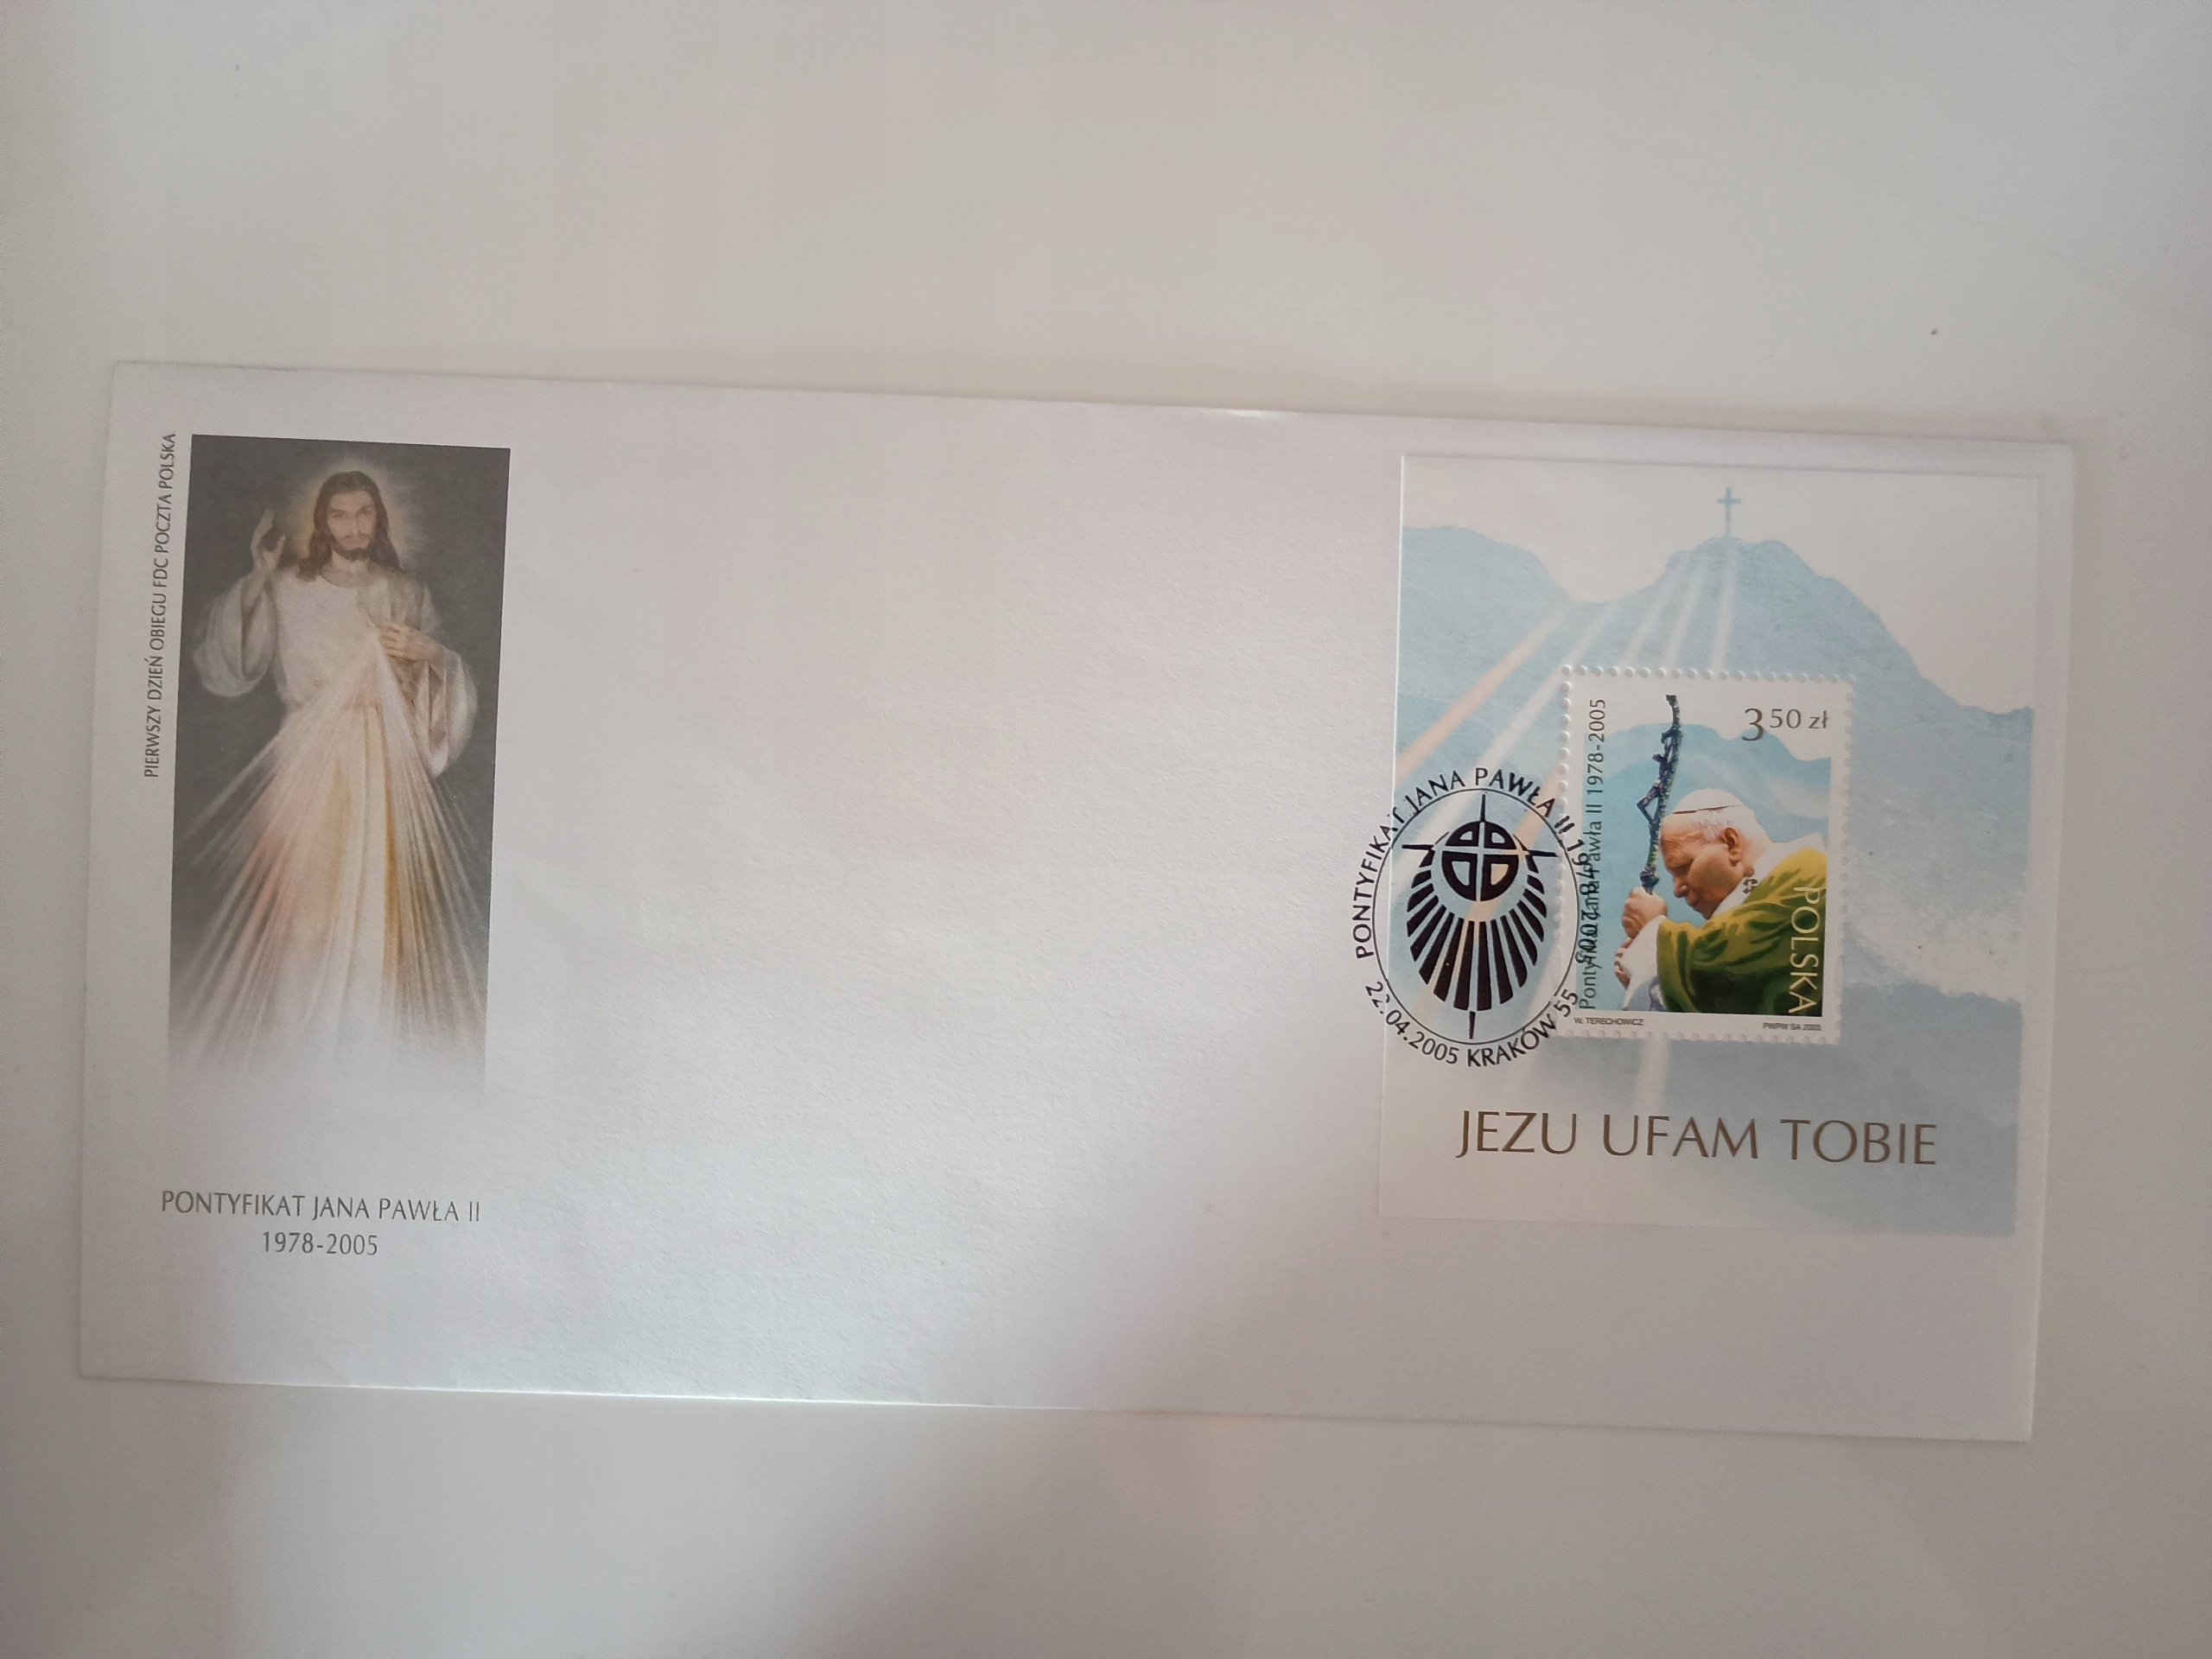 PIERWSZY DZIEŃ OBIEGU FDC POCZTA POLSKA
PONTYFIKAT JANA PAWŁA II
1978-2005
3 50 zł
Pontyfikat Jana Pawła II 1978-2005
POLSKA
W. TERECHOWICZ
PWPW SA 2005
PONTYFIKAT JANA PAWŁA II 1978-2005
22.04.2005 KRAKÓW 55
JEZU UFAM TOBIE